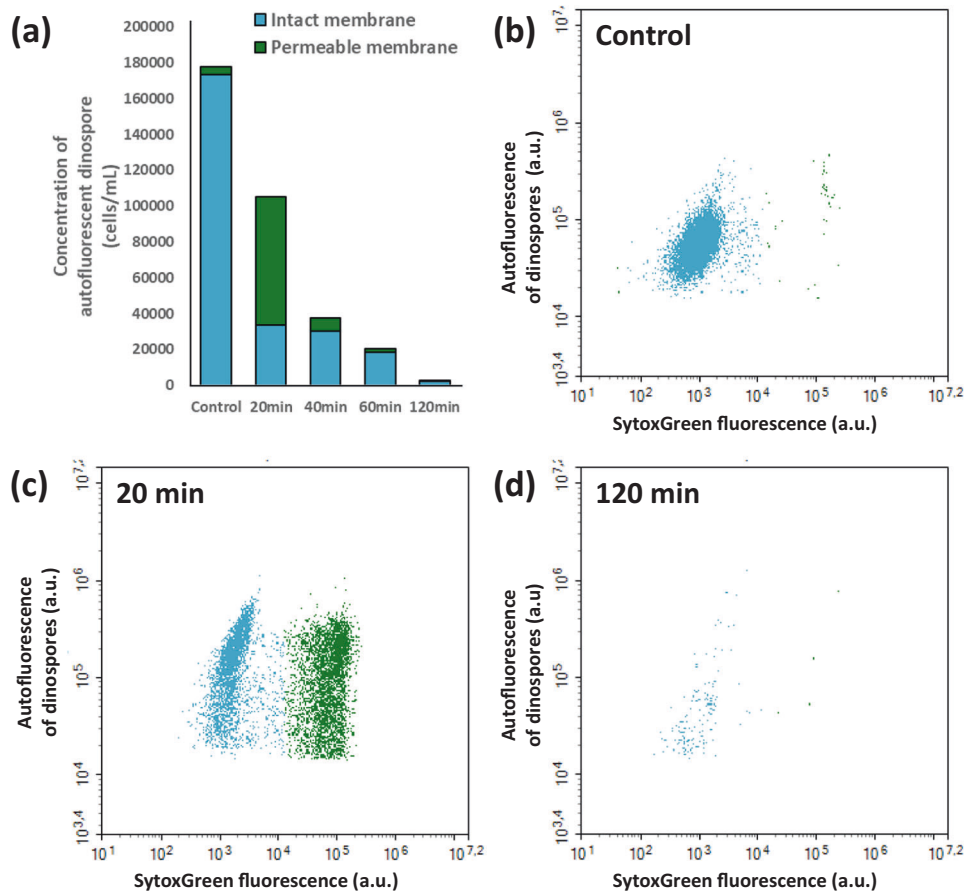 (a)
Intact membrane
Permeable membrane
Concentration of
autofluorescent dinospore
(cells/mL)
200000
180000
160000
140000
120000
100000
80000
60000
40000
20000
0
Control 20min 40min 60min 120min
(b)
Control
Autofluorescence
of dinospores (a.u.)
10^7,2
10^6
10^5
10^4
10^3,4
10^1 10^2 10^3 10^4 10^5 10^6 10^7,2
SytoxGreen fluorescence (a.u.)
(c)
20 min
Autofluorescence
of dinospores (a.u.)
10^7,2
10^6
10^5
10^4
10^3,4
10^1 10^2 10^3 10^4 10^5 10^6 10^7,2
SytoxGreen fluorescence (a.u.)
(d)
120 min
Autofluorescence
of dinospores (a.u)
10^7,2
10^6
10^5
10^4
10^3,4
10^1 10^2 10^3 10^4 10^5 10^6 10^7,2
SytoxGreen fluorescence (a.u.)